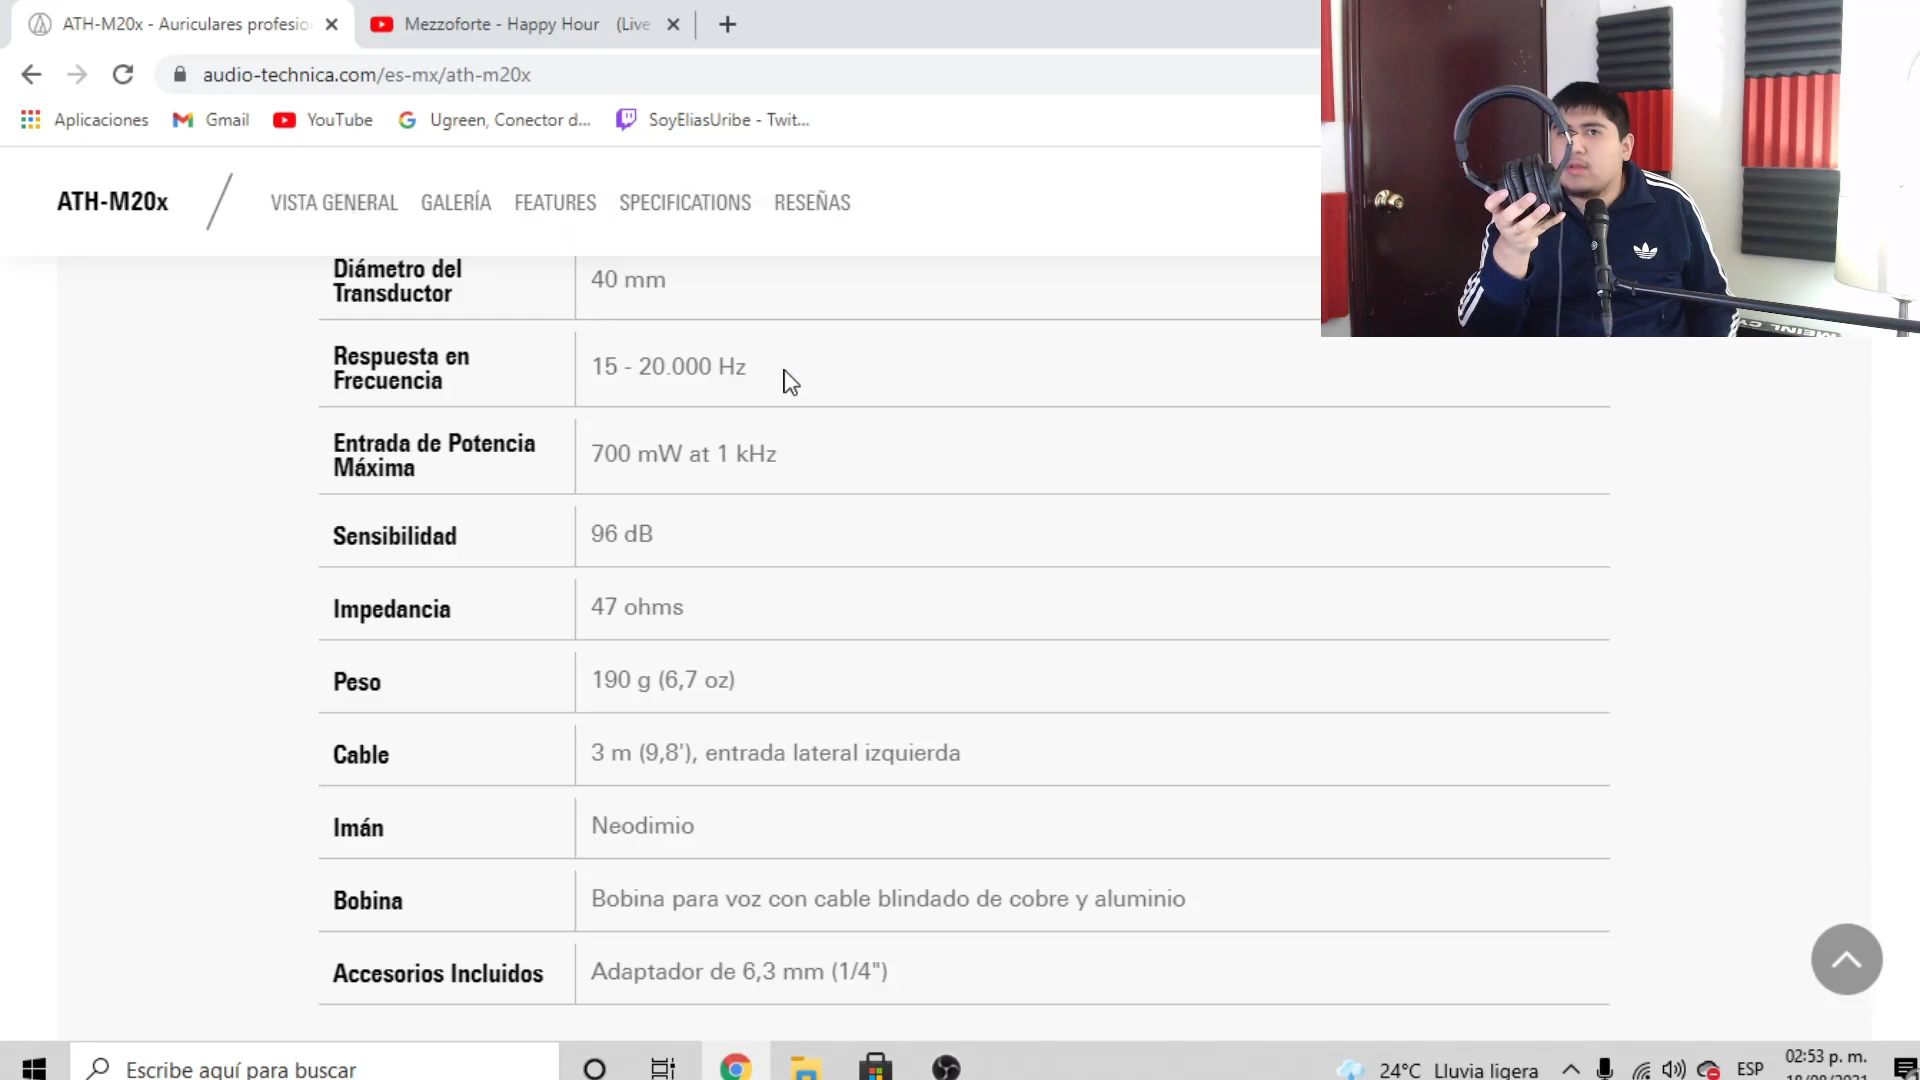 ATH-M20x - Auriculares profesio
Mezzoforte - Happy Hour (Live
audio-technica.com/es-mx/ath-m20x
Aplicaciones
Gmail
YouTube
Ugreen, Conector d...
SoyEliasUribe - Twit...
ATH-M20x
VISTA GENERAL
GALERÍA
FEATURES
SPECIFICATIONS
RESEÑAS
Diámetro del
Transductor
40 mm
Respuesta en
Frecuencia
15 - 20.000 Hz
Entrada de Potencia
Máxima
700 mW at 1 kHz
Sensibilidad
96 dB
Impedancia
47 ohms
Peso
190 g (6,7 oz)
Cable
3 m (9,8'), entrada lateral izquierda
Imán
Neodimio
Bobina
Bobina para voz con cable blindado de cobre y aluminio
Accesorios Incluidos
Adaptador de 6,3 mm (1/4")
Escribe aquí para buscar
24°C Lluvia ligera
ESP
02:53 p. m.